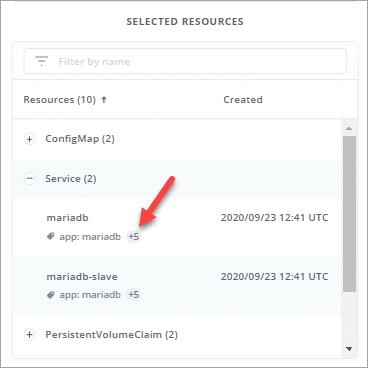 SELECTED RESOURCES
Filter by name
Resources (10) ↑ Created
ConfigMap (2)
Service (2)
mariadb 2020/09/23 12:41 UTC
app: mariadb +5
mariadb-slave 2020/09/23 12:41 UTC
app: mariadb +5
PersistentVolumeClaim (2)